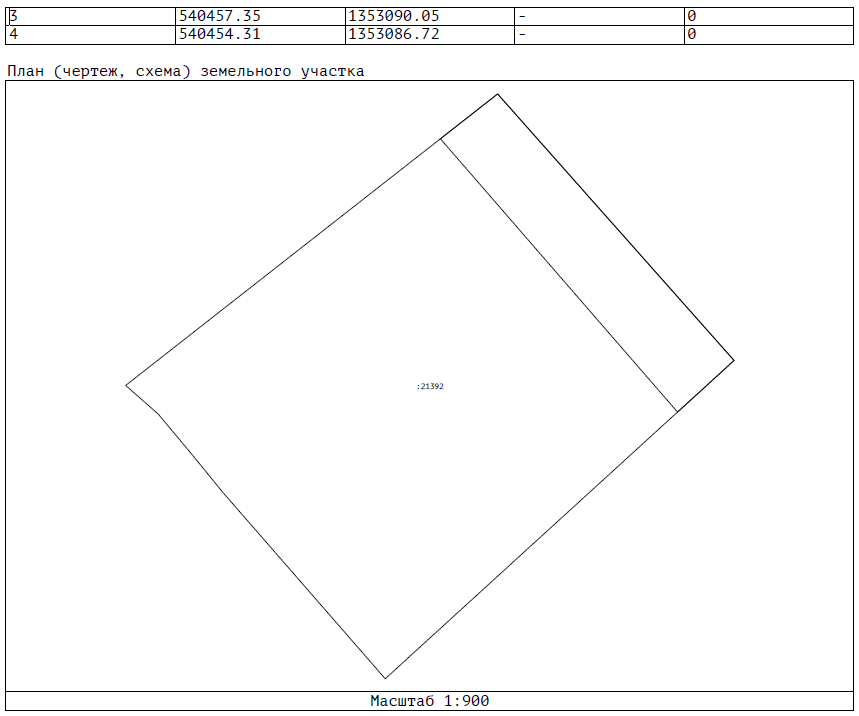 3 540457.35 1353090.05 - 0
4 540454.31 1353086.72 - 0
План (чертеж, схема) земельного участка
:21392
Масштаб 1:900